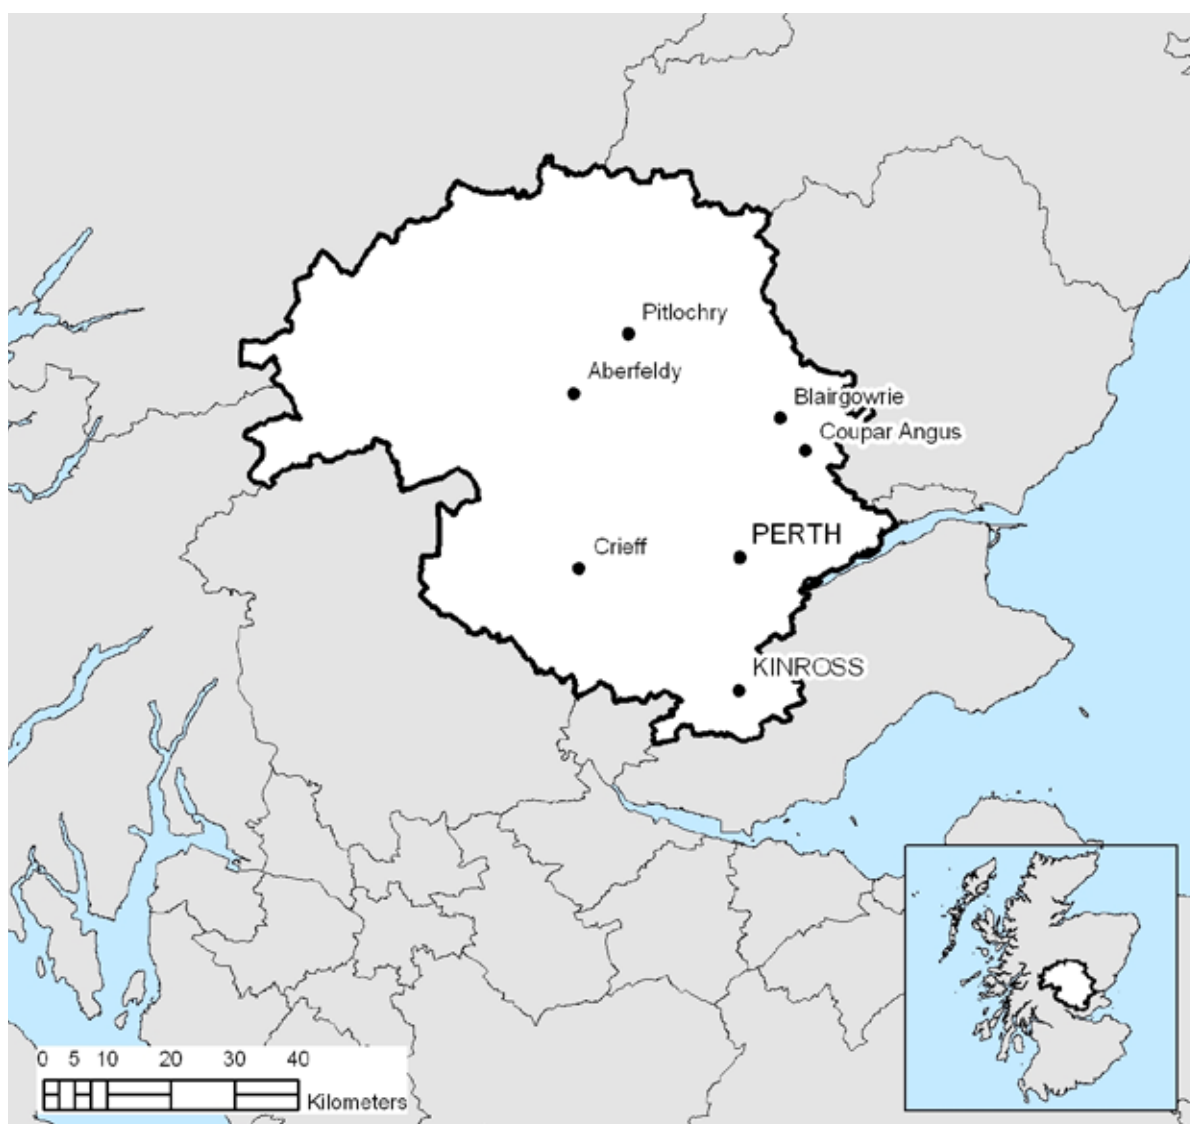 Pitlochry
Aberfeldy
Blairgowrie
Coupar Angus
PERTH
Crieff
KINROSS
0 5 10 20 30 40
Kilometers